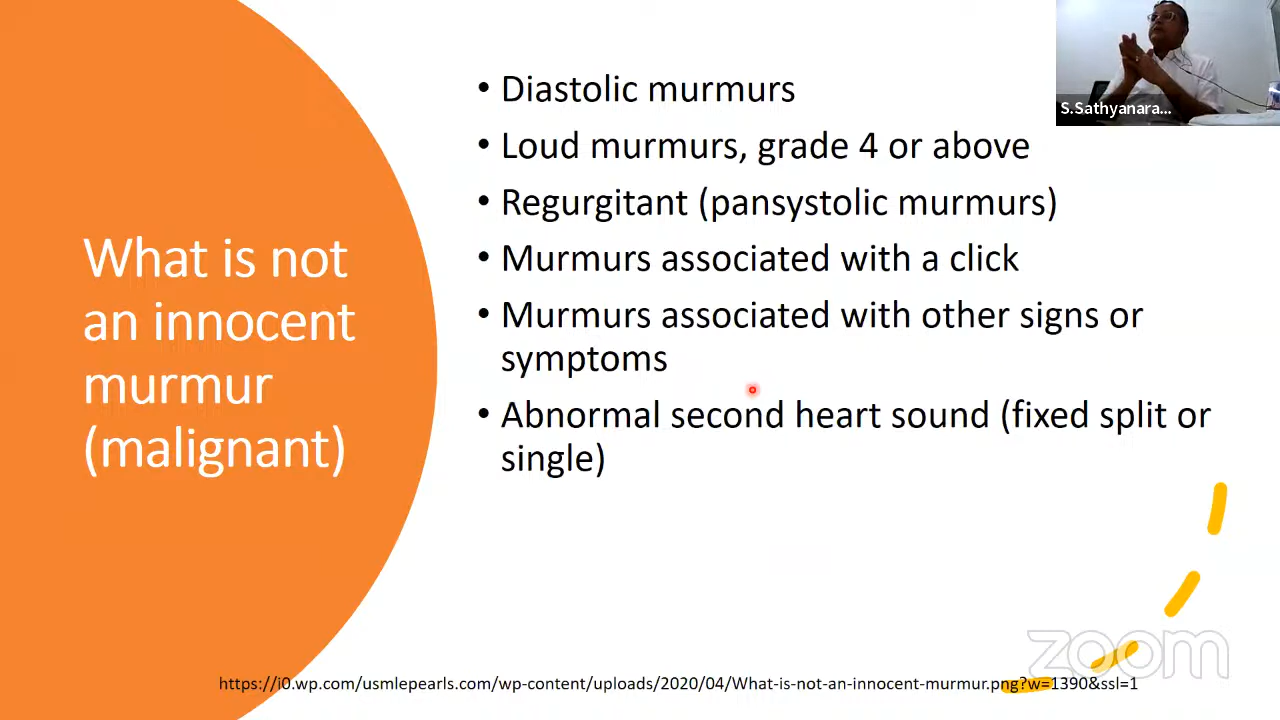 What is not
an innocent
murmur
(malignant)
• Diastolic murmurs
• Loud murmurs, grade 4 or above
• Regurgitant (pansystolic murmurs)
• Murmurs associated with a click
• Murmurs associated with other signs or
symptoms
• Abnormal second heart sound (fixed split or
single)
S.Sathyanara...
zoom
https://i0.wp.com/usmlepearls.com/wp-content/uploads/2020/04/What-is-not-an-innocent-murmur.png?w=1390&ssl=1